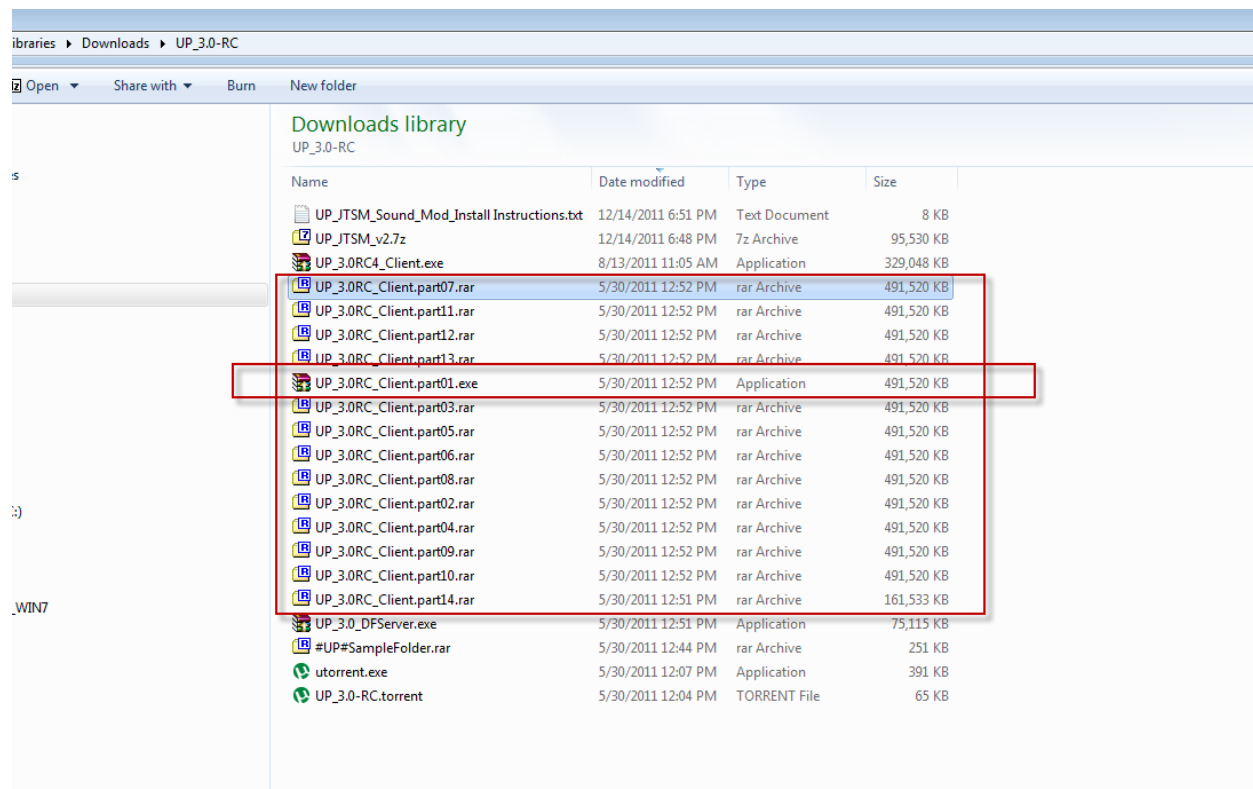 ibraries ▸ Downloads ▸ UP_3.0-RC
Open Share with Burn New folder
Downloads library
UP_3.0-RC
es
Name Date modified Type Size
UP_JTSM_Sound_Mod_Install Instructions.txt 12/14/2011 6:51 PM Text Document 8 KB
UP_JTSM_v2.7z 12/14/2011 6:48 PM 7z Archive 95,530 KB
UP_3.0RC4_Client.exe 8/13/2011 11:05 AM Application 329,048 KB
UP_3.0RC_Client.part07.rar 5/30/2011 12:52 PM rar Archive 491,520 KB
UP_3.0RC_Client.part11.rar 5/30/2011 12:52 PM rar Archive 491,520 KB
UP_3.0RC_Client.part12.rar 5/30/2011 12:52 PM rar Archive 491,520 KB
UP_3.0RC_Client.part13.rar 5/30/2011 12:52 PM rar Archive 491,520 KB
UP_3.0RC_Client.part01.exe 5/30/2011 12:52 PM Application 491,520 KB
UP_3.0RC_Client.part03.rar 5/30/2011 12:52 PM rar Archive 491,520 KB
UP_3.0RC_Client.part05.rar 5/30/2011 12:52 PM rar Archive 491,520 KB
UP_3.0RC_Client.part06.rar 5/30/2011 12:52 PM rar Archive 491,520 KB
UP_3.0RC_Client.part08.rar 5/30/2011 12:52 PM rar Archive 491,520 KB
UP_3.0RC_Client.part02.rar 5/30/2011 12:52 PM rar Archive 491,520 KB
:) UP_3.0RC_Client.part04.rar 5/30/2011 12:52 PM rar Archive 491,520 KB
UP_3.0RC_Client.part09.rar 5/30/2011 12:52 PM rar Archive 491,520 KB
UP_3.0RC_Client.part10.rar 5/30/2011 12:52 PM rar Archive 491,520 KB
_WIN7 UP_3.0RC_Client.part14.rar 5/30/2011 12:51 PM rar Archive 161,533 KB
UP_3.0_DFServer.exe 5/30/2011 12:51 PM Application 75,115 KB
#UP#SampleFolder.rar 5/30/2011 12:44 PM rar Archive 251 KB
utorrent.exe 5/30/2011 12:07 PM Application 391 KB
UP_3.0-RC.torrent 5/30/2011 12:04 PM TORRENT File 65 KB